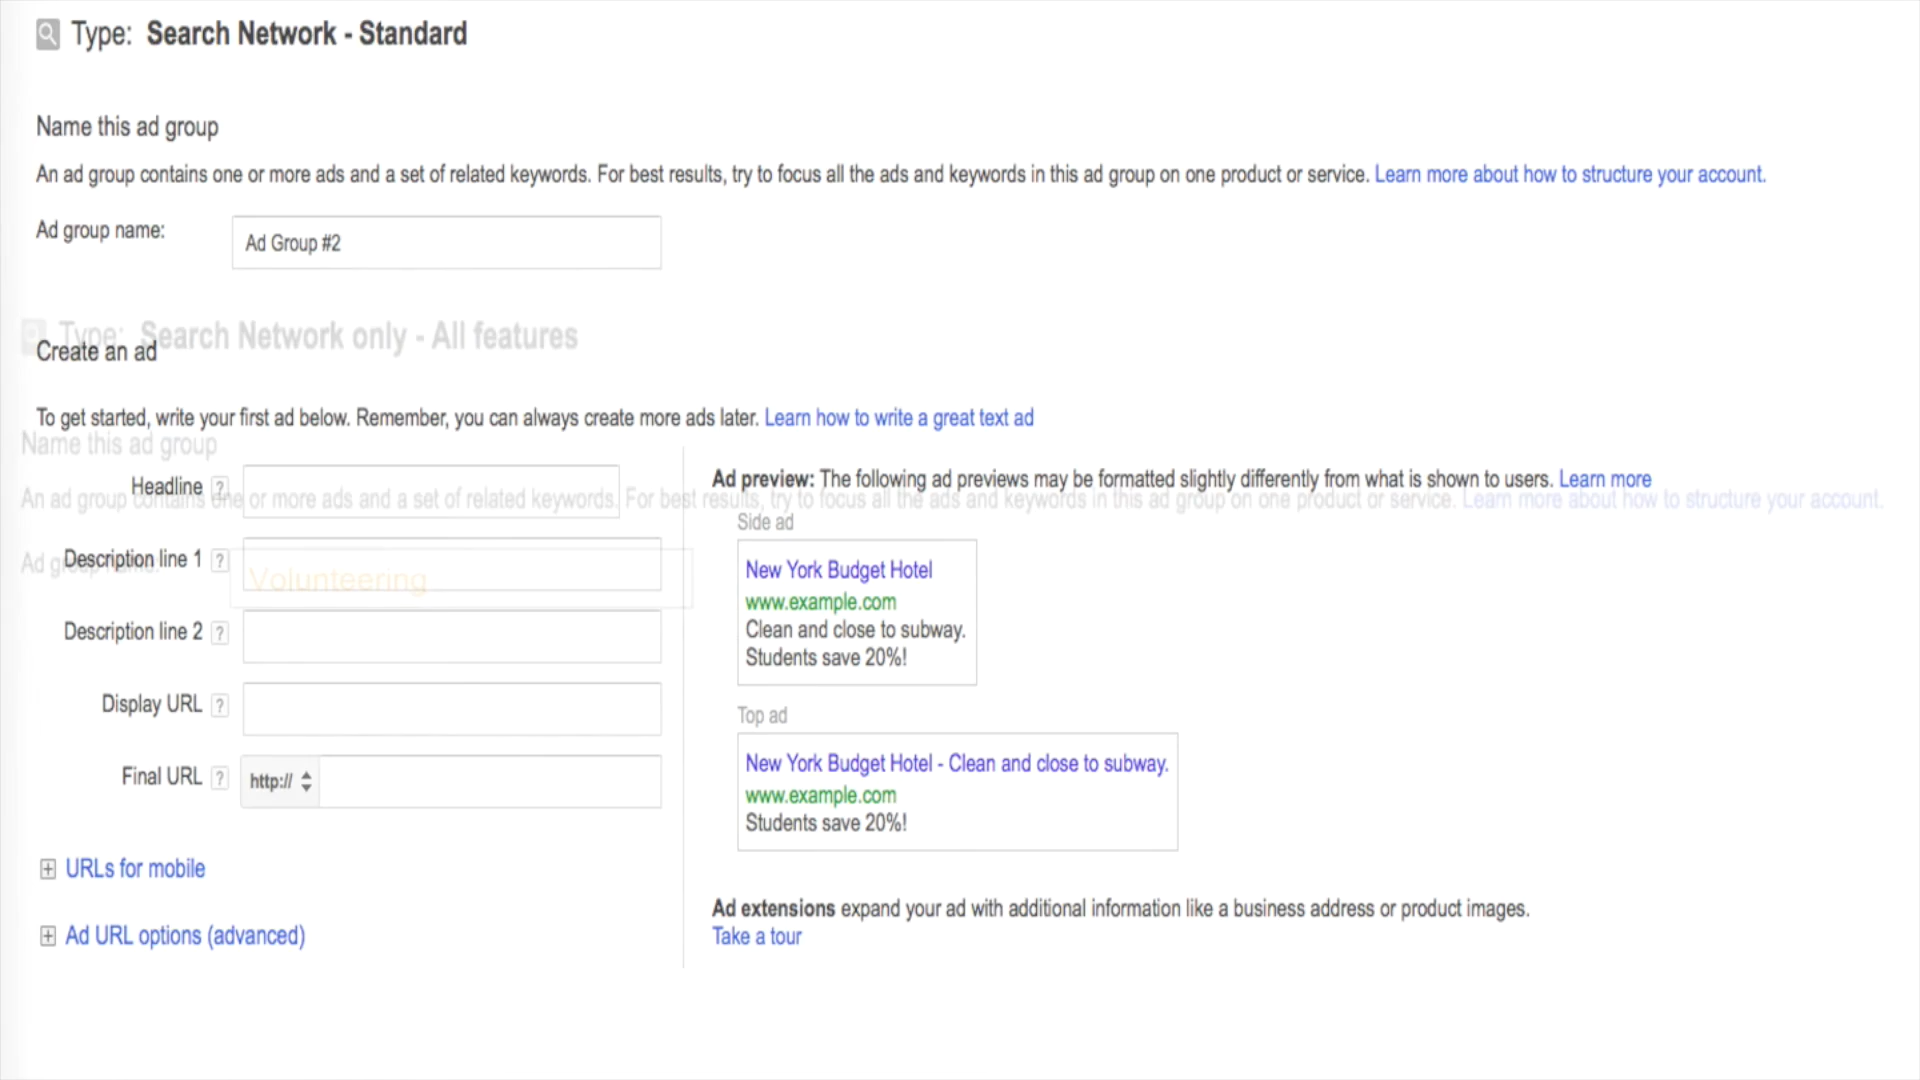 Type: Search Network - Standard
Name this ad group
An ad group contains one or more ads and a set of related keywords. For best results, try to focus all the ads and keywords in this ad group on one product or service. Learn more about how to structure your account.
Ad group name: Ad Group #2
Type: Search Network only - All features
Create an ad
To get started, write your first ad below. Remember, you can always create more ads later. Learn how to write a great text ad
Name this ad group
Headline ?
Ad preview: The following ad previews may be formatted slightly differently from what is shown to users. Learn more
An ad group contains one or more ads and a set of related keywords. For best results, try to focus all the ads and keywords in this ad group on one product or service. Learn more about how to structure your account.
Side ad
Description line 1 ?
Ad group name:
Volunteering
New York Budget Hotel
www.example.com
Clean and close to subway.
Students save 20%!
Description line 2 ?
Display URL ?
Top ad
New York Budget Hotel - Clean and close to subway.
www.example.com
Students save 20%!
Final URL ? http://
URLs for mobile
Ad URL options (advanced)
Ad extensions expand your ad with additional information like a business address or product images.
Take a tour